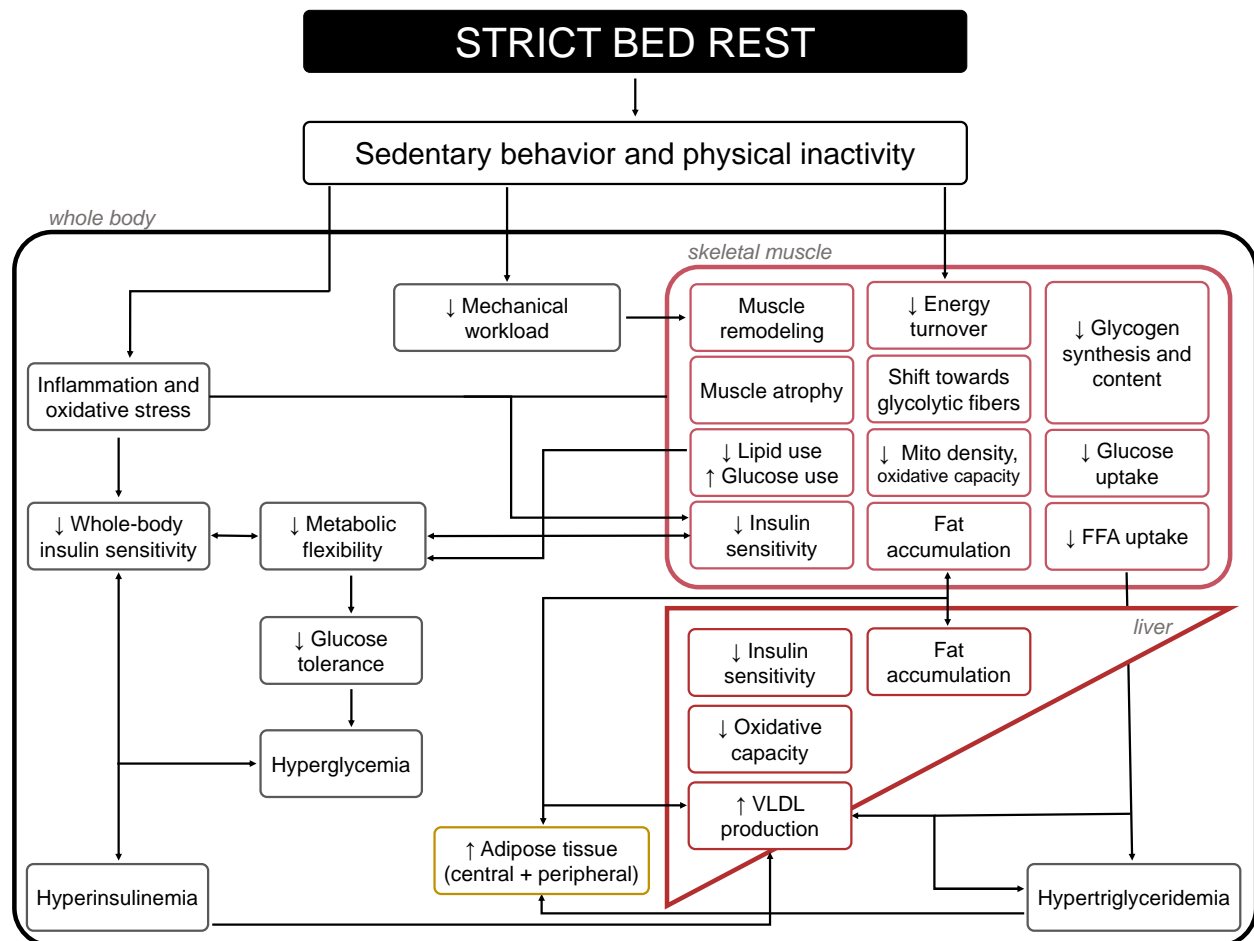 STRICT BED REST
Sedentary behavior and physical inactivity
whole body
skeletal muscle
↓ Mechanical
workload
Muscle
remodeling
↓ Energy
turnover
↓ Glycogen
synthesis and
content
Inflammation and
oxidative stress
Muscle atrophy
Shift towards
glycolytic fibers
↓ Lipid use
↑ Glucose use
↓ Mito density,
oxidative capacity
↓ Glucose
uptake
↓ Whole-body
insulin sensitivity
↓ Metabolic
flexibility
↓ Insulin
sensitivity
Fat
accumulation
↓ FFA uptake
↓ Glucose
tolerance
liver
↓ Insulin
sensitivity
Fat
accumulation
↓ Oxidative
capacity
Hyperglycemia
↑ VLDL
production
↑ Adipose tissue
(central + peripheral)
Hyperinsulinemia
Hypertriglyceridemia